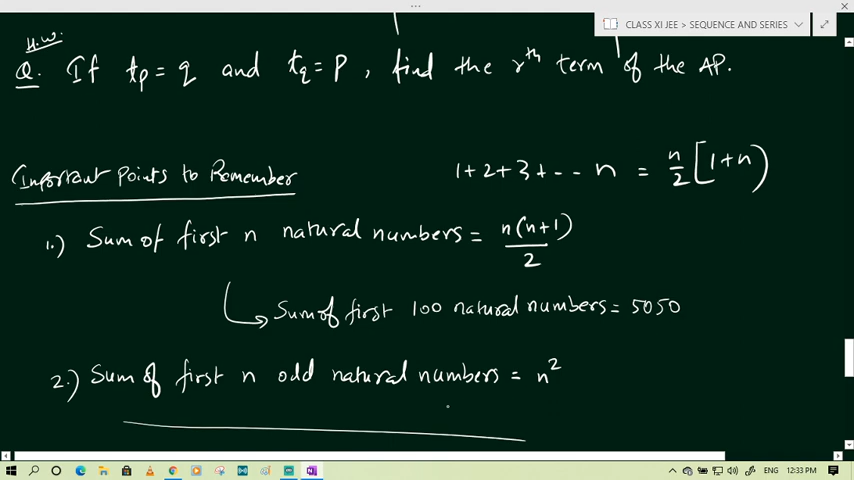 CLASS XI JEE > SEQUENCE AND SERIES
H.W.
Q. If tp = q and tq = p, find the rth term of the AP.
Important Points to Remember
1+2+3+ -- - n = n/2 [1+n)
1.) Sum of first n natural numbers = n(n+1)/2
Sum of first 100 natural numbers = 5050
2.) Sum of first n odd natural numbers = n²
ENG 12:33 PM